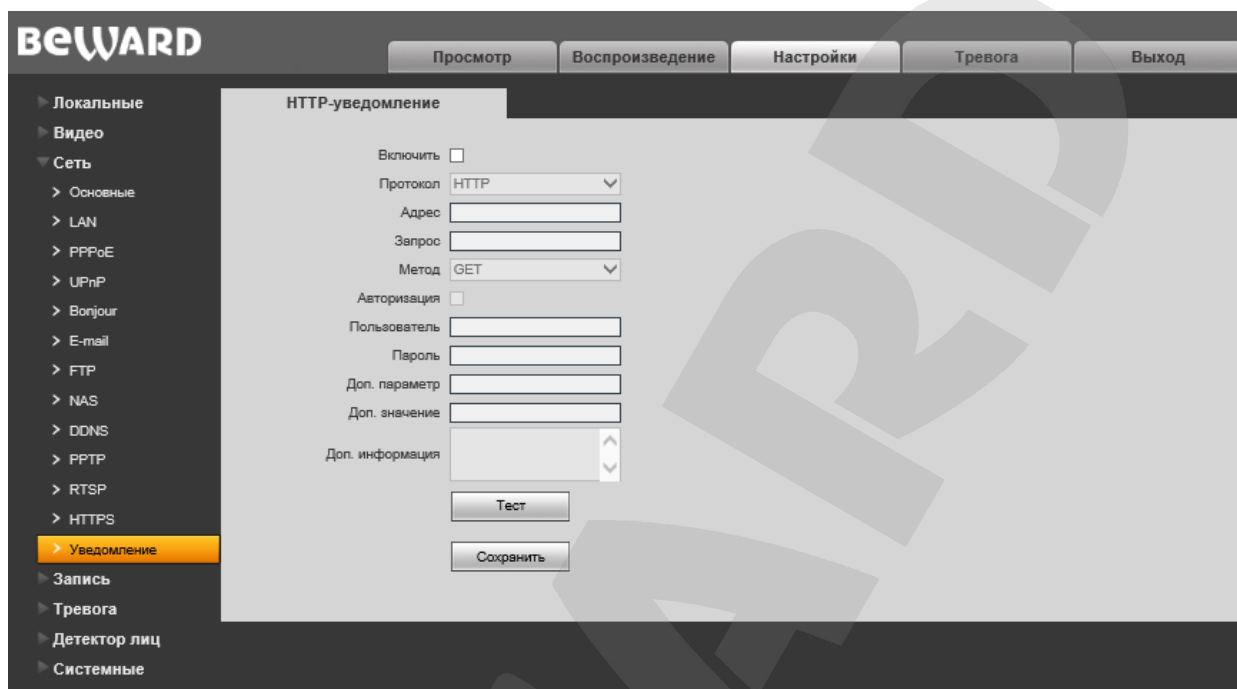 BEWARD
Просмотр
Воспроизведение
Настройки
Тревога
Выход
Локальные
Видео
Сеть
Основные
LAN
PPPoE
UPnP
Bonjour
E-mail
FTP
NAS
DDNS
PPTP
RTSP
HTTPS
Уведомление
Запись
Тревога
Детектор лиц
Системные
HTTP-уведомление
Включить
Протокол HTTP
Адрес
Запрос
Метод GET
Авторизация
Пользователь
Пароль
Доп. параметр
Доп. значение
Доп. информация
Тест
Сохранить